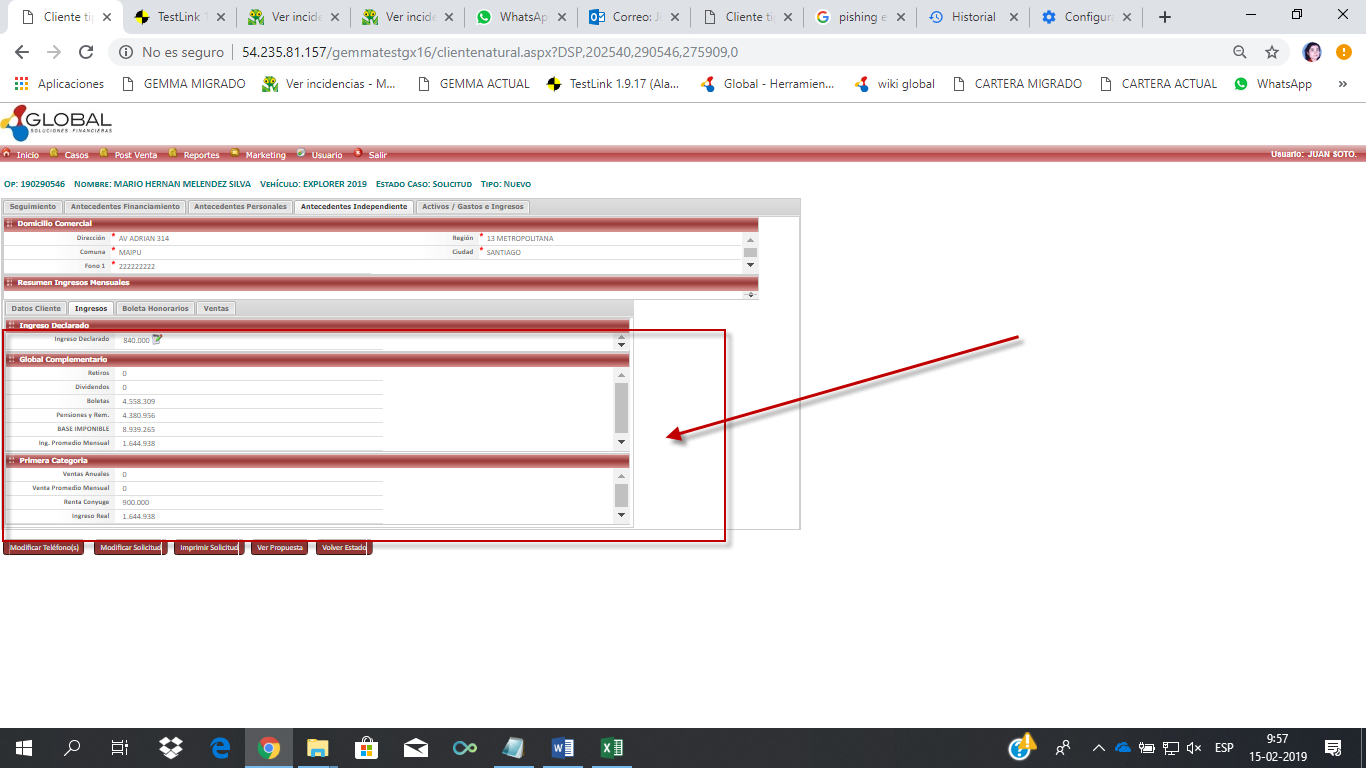 Cliente ti
TestLink 1
Ver incide
Ver incide
WhatsAp
Correo: Ji
Cliente tip
pishing e
Historial
Configura
No es seguro | 54.235.81.157/gemmatestgx16/clientenatural.aspx?DSP,202540,290546,275909,0
Aplicaciones GEMMA MIGRADO Ver incidencias - M... GEMMA ACTUAL TestLink 1.9.17 (Ala... Global - Herramien... wiki global CARTERA MIGRADO CARTERA ACTUAL WhatsApp »
GLOBAL
SOLUCIONES FINANCIERAS
Inicio Casos Post Venta Reportes Marketing Usuario Salir Usuario: JUAN SOTO.
OP: 190290546 NOMBRE: MARIO HERNAN MELENDEZ SILVA VEHÍCULO: EXPLORER 2019 ESTADO CASO: SOLICITUD TIPO: NUEVO
Seguimiento Antecedentes Financiamiento Antecedentes Personales Antecedentes Independiente Activos / Gastos e Ingresos
Domicilio Comercial
Dirección * AV ADRIAN 314 Región * 13 METROPOLITANA
Comuna * MAIPU Ciudad * SANTIAGO
Fono 1 * 222222222
Resumen Ingresos Mensuales
Datos Cliente Ingresos Boleta Honorarios Ventas
Ingreso Declarado
Ingreso Declarado 840.000
Global Complementario
Retiros 0
Dividendos 0
Boletas 4.558.309
Pensiones y Rem. 4.380.956
BASE IMPONIBLE 8.939.265
Ing. Promedio Mensual 1.644.938
Primera Categoria
Ventas Anuales 0
Venta Promedio Mensual 0
Renta Conyuge 900.000
Ingreso Real 1.644.938
Modificar Teléfono(s) Modificar Solicitud Imprimir Solicitud Ver Propuesta Volver Estado
ESP
9:57
15-02-2019